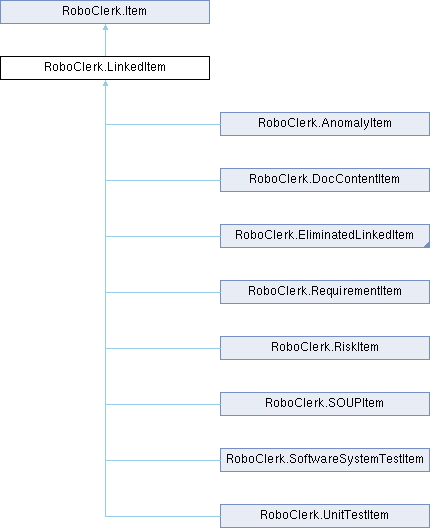 RoboClerk.Item
RoboClerk.LinkedItem
RoboClerk.AnomalyItem
RoboClerk.DocContentItem
RoboClerk.EliminatedLinkedItem
RoboClerk.RequirementItem
RoboClerk.RiskItem
RoboClerk.SOUPItem
RoboClerk.SoftwareSystemTestItem
RoboClerk.UnitTestItem